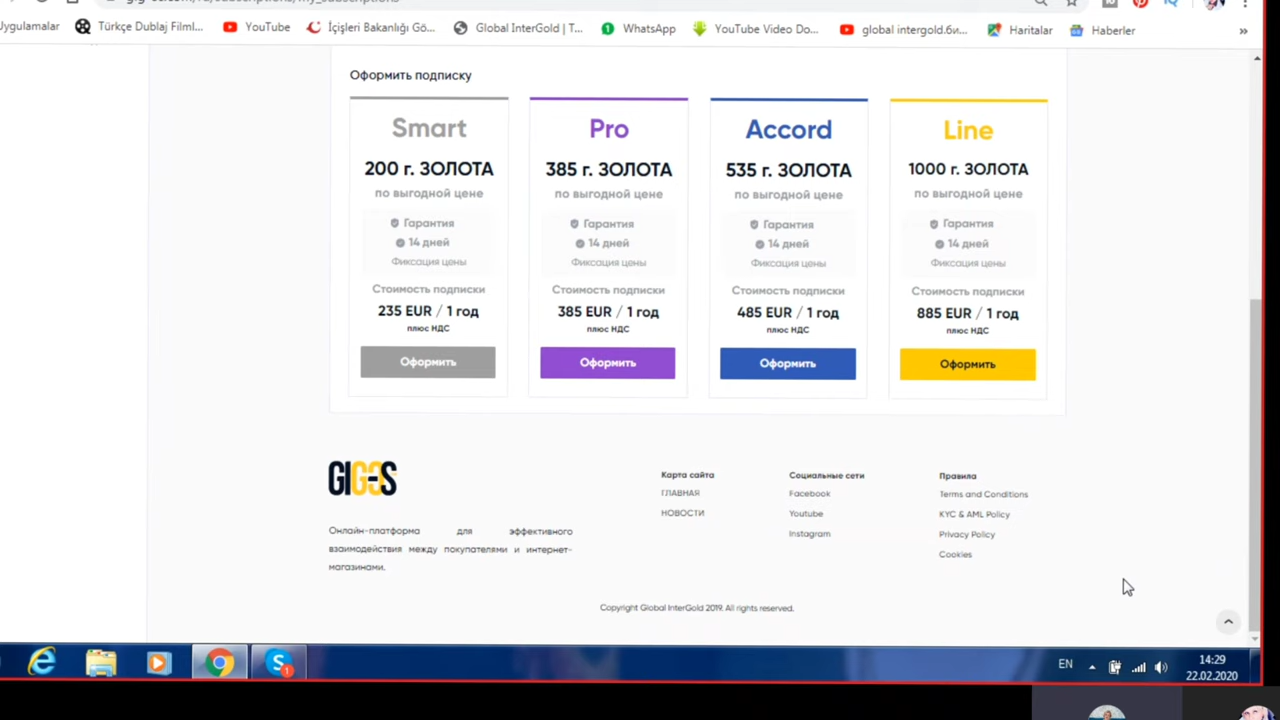 Uygulamalar
Türkçe Dublaj Filml...
YouTube
İçişleri Bakanlığı Gö...
Global InterGold | T...
WhatsApp
YouTube Video Do...
global intergold.би...
Haritalar
Haberler
»
Оформить подписку
Smart
200 г. ЗОЛОТА
по выгодной цене
Гарантия
14 дней
Фиксация цены
Стоимость подписки
235 EUR / 1 год
плюс НДС
Оформить
Pro
385 г. ЗОЛОТА
по выгодной цене
Гарантия
14 дней
Фиксация цены
Стоимость подписки
385 EUR / 1 год
плюс НДС
Оформить
Accord
535 г. ЗОЛОТА
по выгодной цене
Гарантия
14 дней
Фиксация цены
Стоимость подписки
485 EUR / 1 год
плюс НДС
Оформить
Line
1000 г. ЗОЛОТА
по выгодной цене
Гарантия
14 дней
Фиксация цены
Стоимость подписки
885 EUR / 1 год
плюс НДС
Оформить
Онлайн-платформа для эффективного
взаимодействия между покупателями и интернет-
магазинами.
Карта сайта
ГЛАВНАЯ
НОВОСТИ
Социальные сети
Facebook
Youtube
Instagram
Правила
Terms and Conditions
KYC & AML Policy
Privacy Policy
Cookies
Copyright Global InterGold 2019. All rights reserved.
EN
14:29
22.02.2020